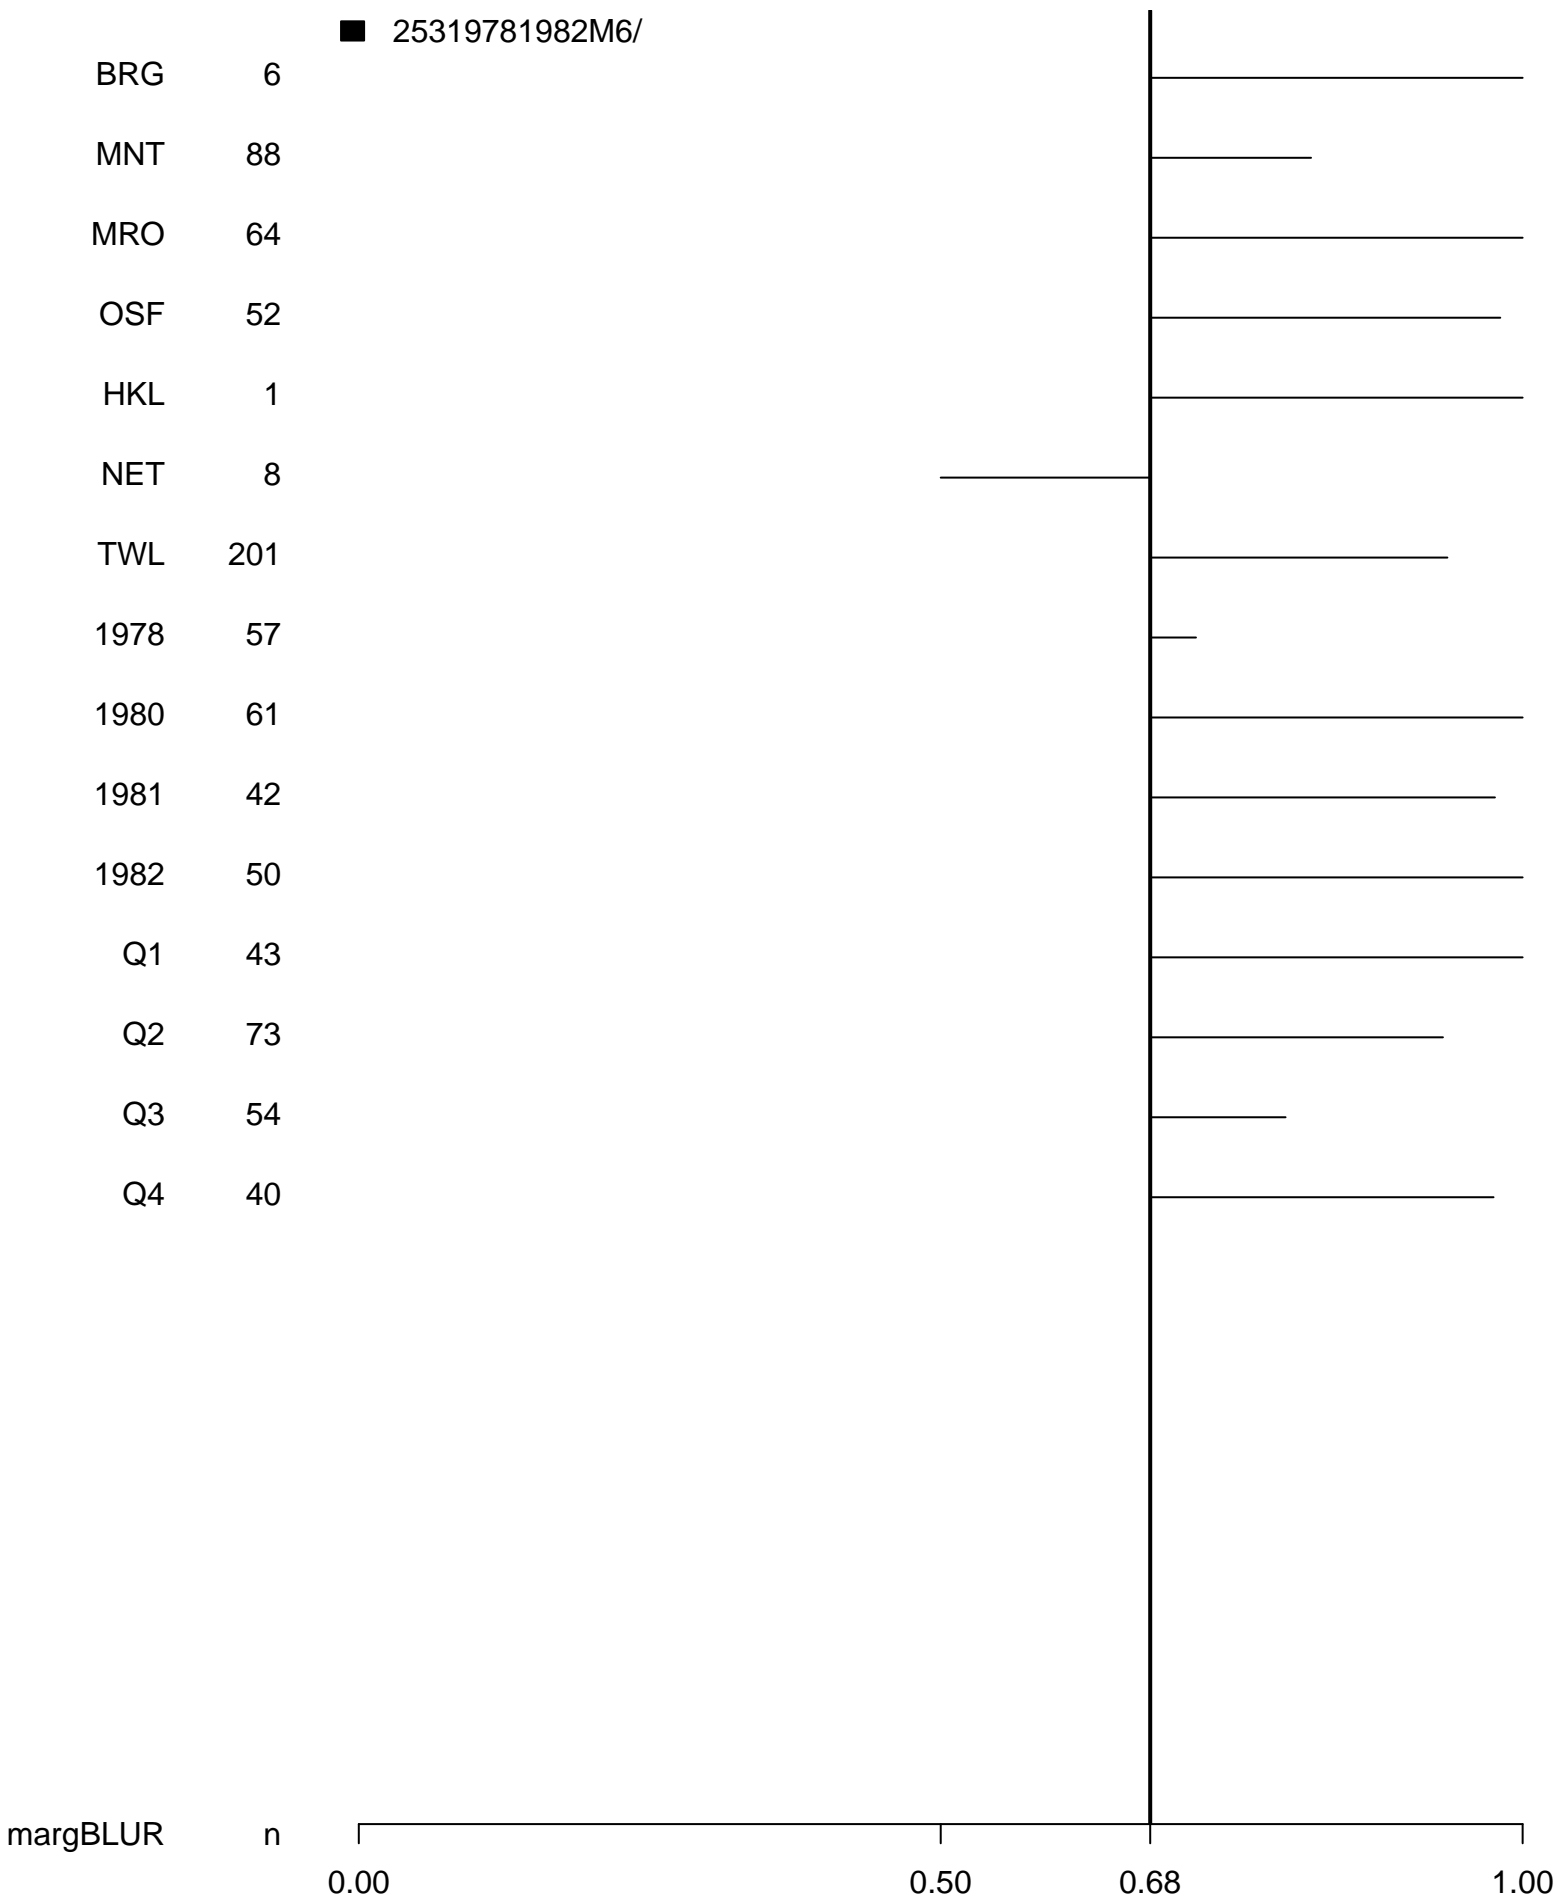 25319781982M6/
BRG 6
MNT 88
MRO 64
OSF 52
HKL 1
NET 8
TWL 201
1978 57
1980 61
1981 42
1982 50
Q1 43
Q2 73
Q3 54
Q4 40
margBLUR n
0.00 0.50 0.68 1.00